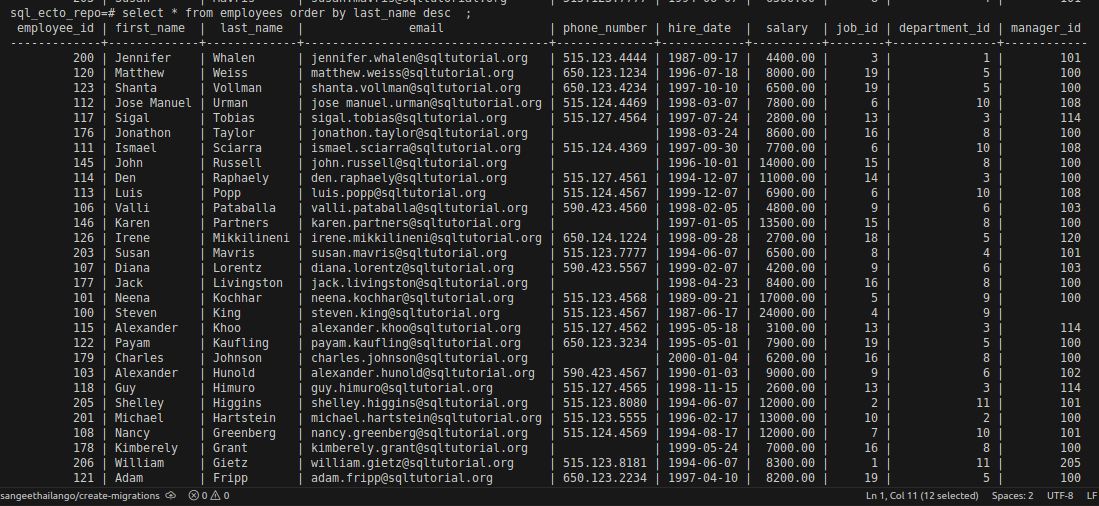 sql_ecto_repo=# select * from employees order by last_name desc  ;
 employee_id | first_name  |  last_name  |               email               | phone_number | hire_date  |  salary  | job_id | department_id | manager_id
-------------+-------------+-------------+-----------------------------------+--------------+------------+----------+--------+---------------+------------
         200 | Jennifer    | Whalen      | jennifer.whalen@sqltutorial.org   | 515.123.4444 | 1987-09-17 |  4400.00 |      3 |             1 |        101
         120 | Matthew     | Weiss       | matthew.weiss@sqltutorial.org     | 650.123.1234 | 1996-07-18 |  8000.00 |     19 |             5 |        100
         123 | Shanta      | Vollman     | shanta.vollman@sqltutorial.org    | 650.123.4234 | 1997-10-10 |  6500.00 |     19 |             5 |        100
         112 | Jose Manuel | Urman       | jose manuel.urman@sqltutorial.org | 515.124.4469 | 1998-03-07 |  7800.00 |      6 |            10 |        108
         117 | Sigal       | Tobias      | sigal.tobias@sqltutorial.org      | 515.127.4564 | 1997-07-24 |  2800.00 |     13 |             3 |        114
         176 | Jonathon    | Taylor      | jonathon.taylor@sqltutorial.org   |              | 1998-03-24 |  8600.00 |     16 |             8 |        100
         111 | Ismael      | Sciarra     | ismael.sciarra@sqltutorial.org    | 515.124.4369 | 1997-09-30 |  7700.00 |      6 |            10 |        108
         145 | John        | Russell     | john.russell@sqltutorial.org      |              | 1996-10-01 | 14000.00 |     15 |             8 |        100
         114 | Den         | Raphaely    | den.raphaely@sqltutorial.org      | 515.127.4561 | 1994-12-07 | 11000.00 |     14 |             3 |        100
         113 | Luis        | Popp        | luis.popp@sqltutorial.org         | 515.124.4567 | 1999-12-07 |  6900.00 |      6 |            10 |        108
         106 | Valli       | Pataballa   | valli.pataballa@sqltutorial.org   | 590.423.4560 | 1998-02-05 |  4800.00 |      9 |             6 |        103
         146 | Karen       | Partners    | karen.partners@sqltutorial.org    |              | 1997-01-05 | 13500.00 |     15 |             8 |        100
         126 | Irene       | Mikkilineni | irene.mikkilineni@sqltutorial.org | 650.124.1224 | 1998-09-28 |  2700.00 |     18 |             5 |        120
         203 | Susan       | Mavris      | susan.mavris@sqltutorial.org      | 515.123.7777 | 1994-06-07 |  6500.00 |      8 |             4 |        101
         107 | Diana       | Lorentz     | diana.lorentz@sqltutorial.org     | 590.423.5567 | 1999-02-07 |  4200.00 |      9 |             6 |        103
         177 | Jack        | Livingston  | jack.livingston@sqltutorial.org   |              | 1998-04-23 |  8400.00 |     16 |             8 |        100
         101 | Neena       | Kochhar     | neena.kochhar@sqltutorial.org     | 515.123.4568 | 1989-09-21 | 17000.00 |      5 |             9 |        100
         100 | Steven      | King        | steven.king@sqltutorial.org       | 515.123.4567 | 1987-06-17 | 24000.00 |      4 |             9 |
         115 | Alexander   | Khoo        | alexander.khoo@sqltutorial.org    | 515.127.4562 | 1995-05-18 |  3100.00 |     13 |             3 |        114
         122 | Payam       | Kaufling    | payam.kaufling@sqltutorial.org    | 650.123.3234 | 1995-05-01 |  7900.00 |     19 |             5 |        100
         179 | Charles     | Johnson     | charles.johnson@sqltutorial.org   |              | 2000-01-04 |  6200.00 |     16 |             8 |        100
         103 | Alexander   | Hunold      | alexander.hunold@sqltutorial.org  | 590.423.4567 | 1990-01-03 |  9000.00 |      9 |             6 |        102
         118 | Guy         | Himuro      | guy.himuro@sqltutorial.org        | 515.127.4565 | 1998-11-15 |  2600.00 |     13 |             3 |        114
         205 | Shelley     | Higgins     | shelley.higgins@sqltutorial.org   | 515.123.8080 | 1994-06-07 | 12000.00 |      2 |            11 |        101
         201 | Michael     | Hartstein   | michael.hartstein@sqltutorial.org | 515.123.5555 | 1996-02-17 | 13000.00 |     10 |             2 |        100
         108 | Nancy       | Greenberg   | nancy.greenberg@sqltutorial.org   | 515.124.4569 | 1994-08-17 | 12000.00 |      7 |            10 |        101
         178 | Kimberely   | Grant       | kimberely.grant@sqltutorial.org   |              | 1999-05-24 |  7000.00 |     16 |             8 |        100
         206 | William     | Gietz       | william.gietz@sqltutorial.org     | 515.123.8181 | 1994-06-07 |  8300.00 |      1 |            11 |        205
         121 | Adam        | Fripp       | adam.fripp@sqltutorial.org        | 650.123.2234 | 1997-04-10 |  8200.00 |     19 |             5 |        100
sangeethailango/create-migrations 0 0 Ln 1, Col 11 (12 selected) Spaces: 2 UTF-8 LF